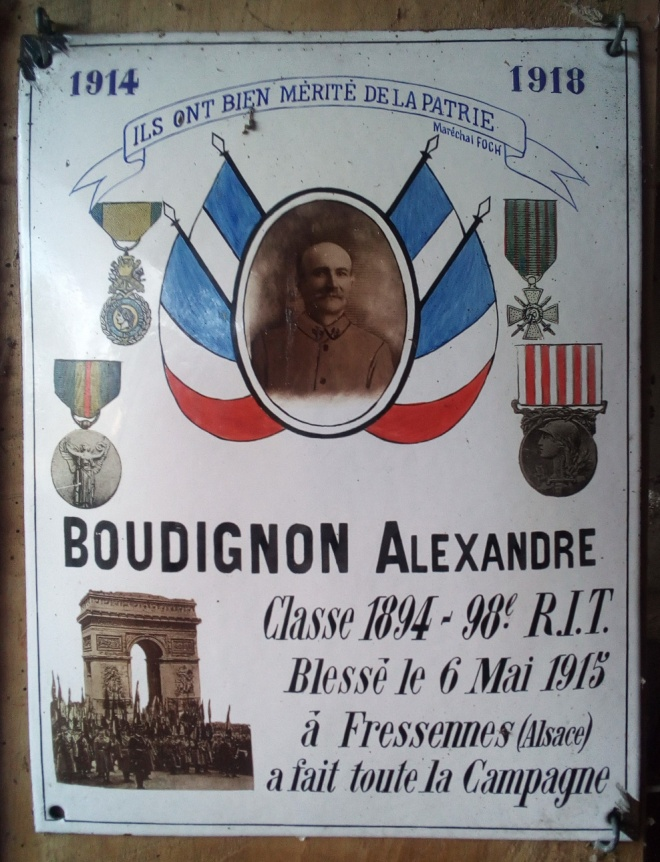 1914 1918
ILS ONT BIEN MÉRITÉ DE LA PATRIE
Maréchal FOCH
BOUDIGNON ALEXANDRE
Classe 1894 - 98e R.I.T.
Blessé le 6 Mai 1915
à Fressennes (Alsace)
a fait toute la Campagne